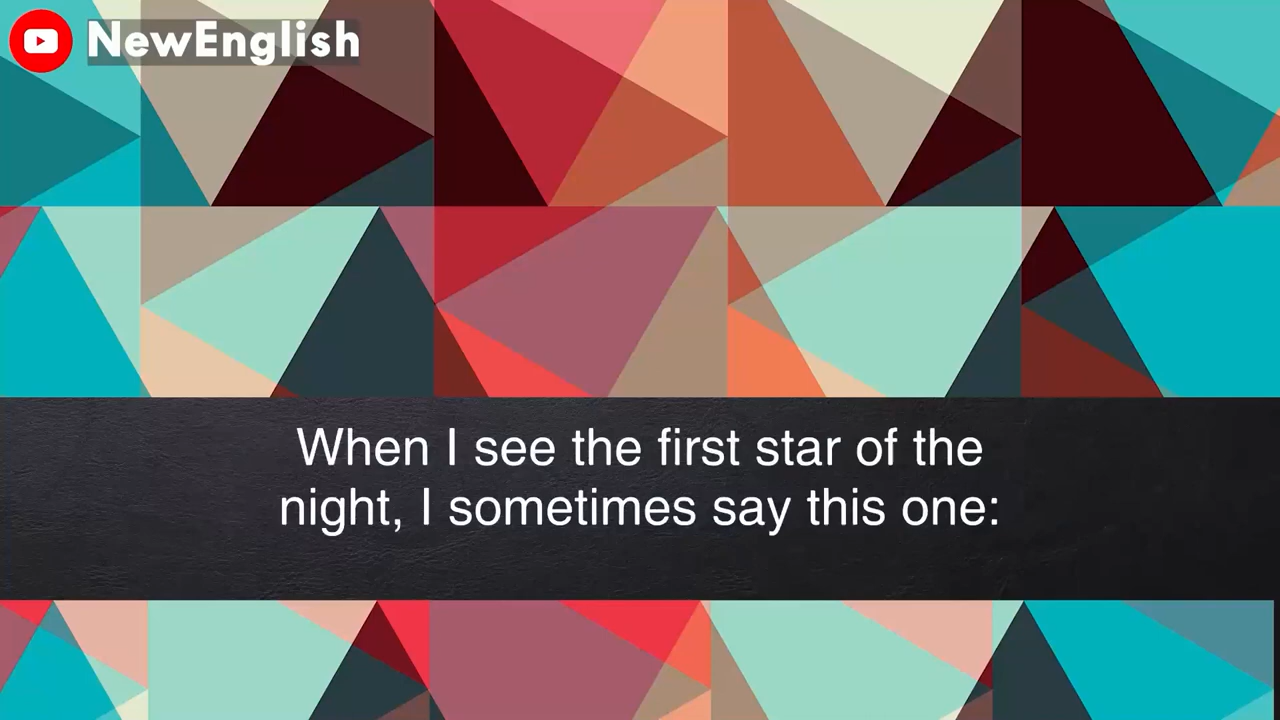 NewEnglish
When I see the first star of the
night, I sometimes say this one: